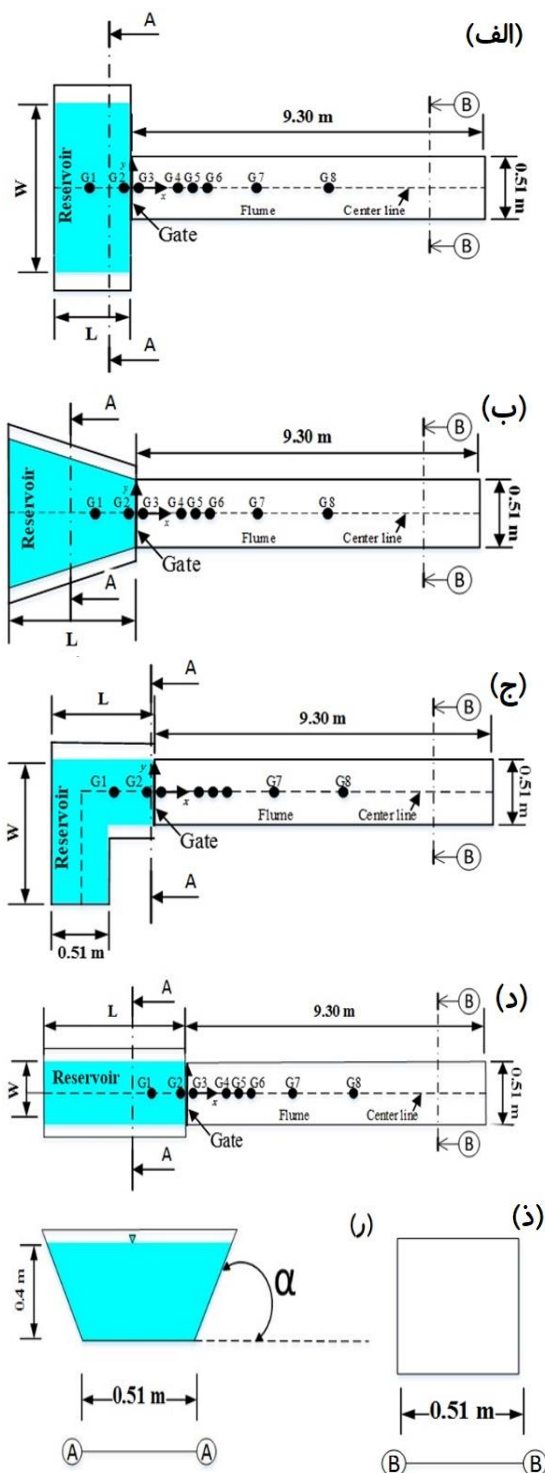 (الف)
A
B
9.30 m
W
Reservoir
G1 G2 y G3 x G4 G5 G6 G7 G8
Flume Center line
0.51 m
Gate
B
L
A
(ب)
A
B
9.30 m
Reservoir
G1 G2 y G3 x G4 G5 G6 G7 G8
Flume Center line
0.51 m
Gate
A
B
L
(ج)
A
L
B
9.30 m
W
Reservoir
G1 G2 y x G7 G8
Flume Center line
0.51 m
Gate
A
B
0.51 m
(د)
A
B
L
9.30 m
W
Reservoir
G1 G2 G3 x G4 G5 G6 G7 G8
Flume Center line
0.51 m
Gate
A
B
(ر)
0.4 m
α
0.51 m
A A
(ذ)
0.51 m
B B